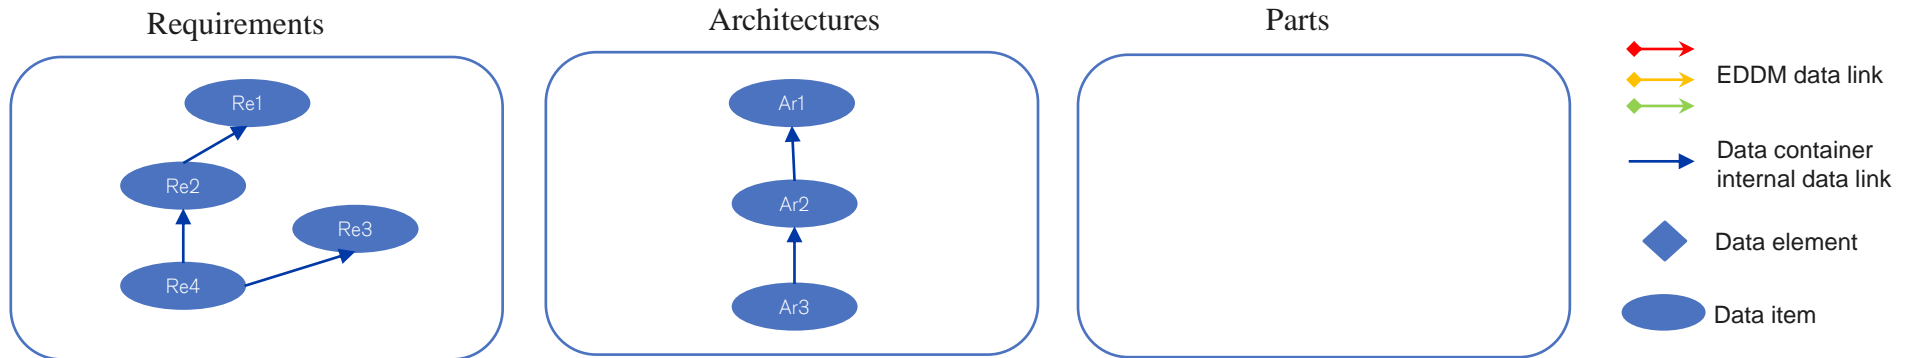 Requirements
Architectures
Parts
Re1
Re2
Re3
Re4
Ar1
Ar2
Ar3
EDDM data link
Data container
internal data link
Data element
Data item